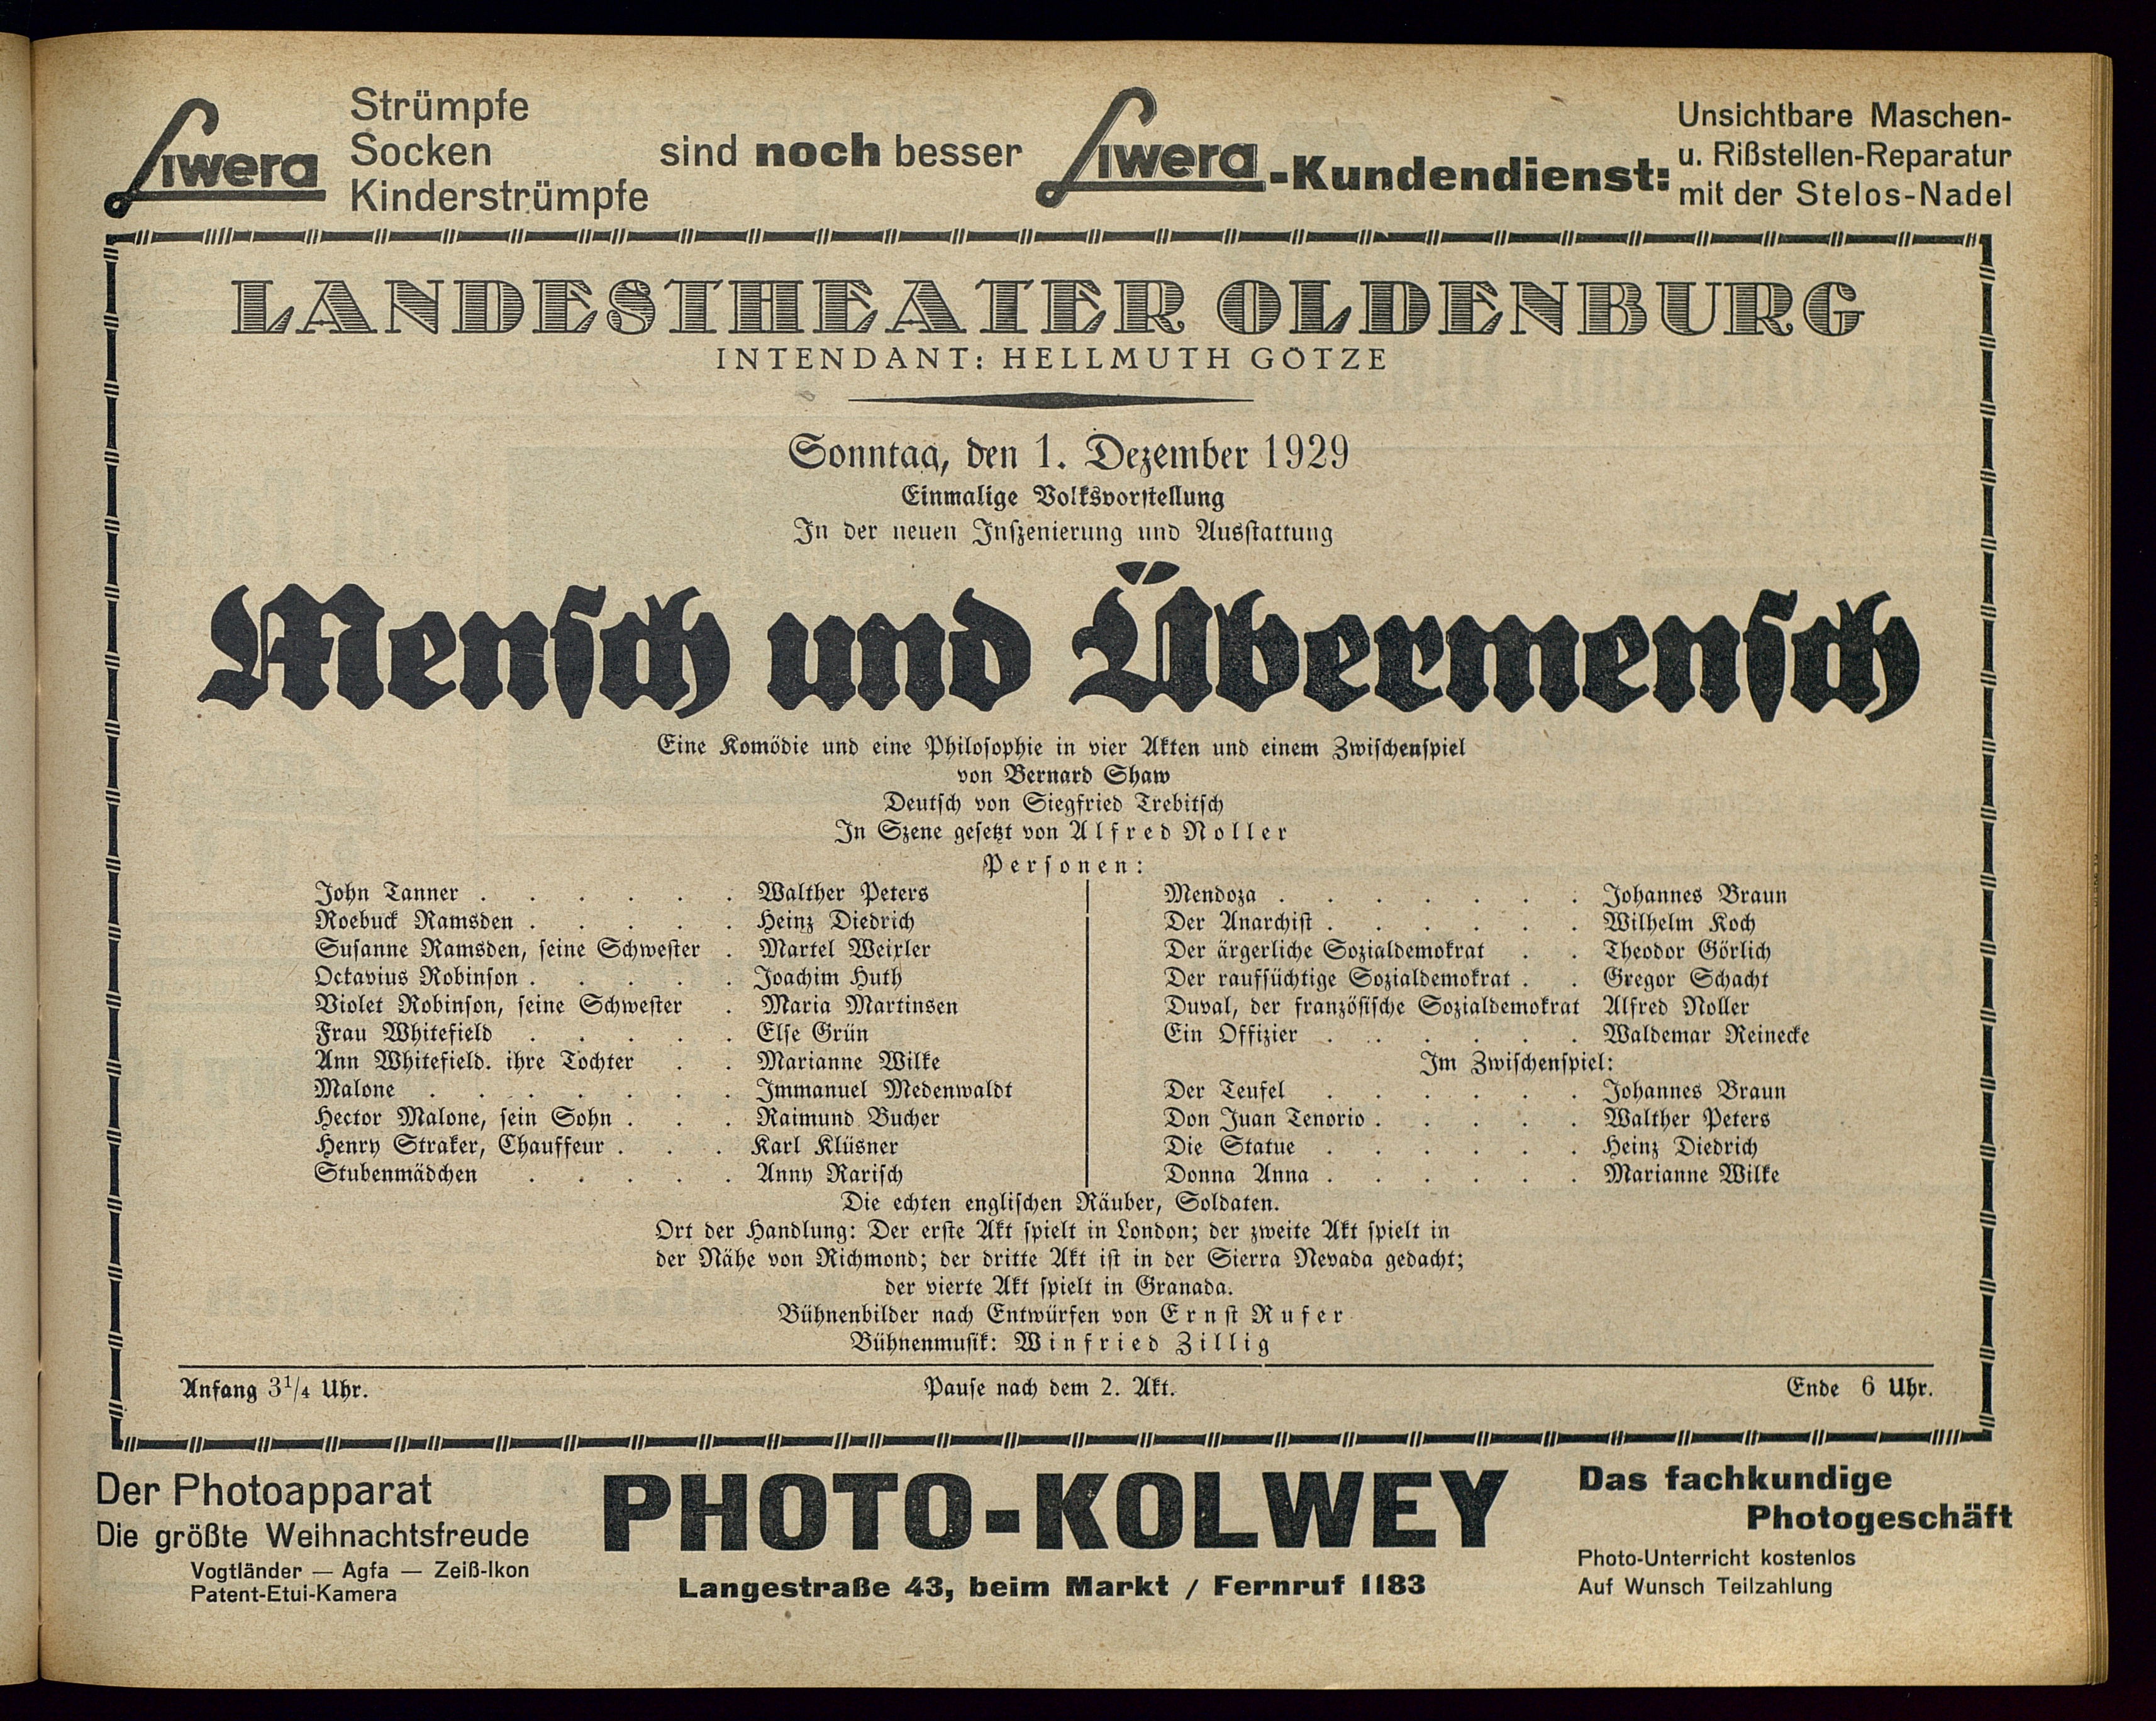 Liwera
Strümpfe
Socken
Kinderstrümpfe
sind noch besser
Liwera-Kundendienst:
Unsichtbare Maschen-
u. Rißstellen-Reparatur
mit der Stelos-Nadel
LANDESTHEATER OLDENBURG
INTENDANT: HELLMUTH GÖTZE
Sonntag, den 1. Dezember 1929
Einmalige Volksvorstellung
In der neuen Inszenierung und Ausstattung
Mensch und Übermensch
Eine Komödie und eine Philosophie in vier Akten und einem Zwischenspiel
von Bernard Shaw
Deutsch von Siegfried Trebitsch
In Szene gesetzt von Alfred Noller
Personen:
John Tanner . . . . . . Walther Peters
Roebuck Ramsden . . . . . Heinz Diedrich
Susanne Ramsden, seine Schwester . Martel Weixler
Octavius Robinson . . . . . Joachim Huth
Violet Robinson, seine Schwester . Maria Martinsen
Frau Whitefield . . . . . Else Grün
Ann Whitefield. ihre Tochter . . Marianne Wilke
Malone . . . . . . . Immanuel Medenwaldt
Hector Malone, sein Sohn . . . Raimund Bucher
Henry Straker, Chauffeur . . . Karl Klüsner
Stubenmädchen . . . . . Anny Rarisch
Mendoza . . . . . . . Johannes Braun
Der Anarchist . . . . . . Wilhelm Koch
Der ärgerliche Sozialdemokrat . . Theodor Görlich
Der raufsüchtige Sozialdemokrat . . Gregor Schacht
Duval, der französische Sozialdemokrat Alfred Noller
Ein Offizier . . . . . . Waldemar Reinecke
Im Zwischenspiel:
Der Teufel . . . . . . Johannes Braun
Don Juan Tenorio . . . . . Walther Peters
Die Statue . . . . . . Heinz Diedrich
Donna Anna . . . . . . Marianne Wilke
Die echten englischen Räuber, Soldaten.
Ort der Handlung: Der erste Akt spielt in London; der zweite Akt spielt in
der Nähe von Richmond; der dritte Akt ist in der Sierra Nevada gedacht;
der vierte Akt spielt in Granada.
Bühnenbilder nach Entwürfen von Ernst Rufer
Bühnenmusik: Winfried Zillig
Anfang 3 1/4 Uhr.
Pause nach dem 2. Akt.
Ende 6 Uhr.
Der Photoapparat
Die größte Weihnachtsfreude
Vogtländer — Agfa — Zeiß-Ikon
Patent-Etui-Kamera
PHOTO-KOLWEY
Langestraße 43, beim Markt / Fernruf 1183
Das fachkundige
Photogeschäft
Photo-Unterricht kostenlos
Auf Wunsch Teilzahlung